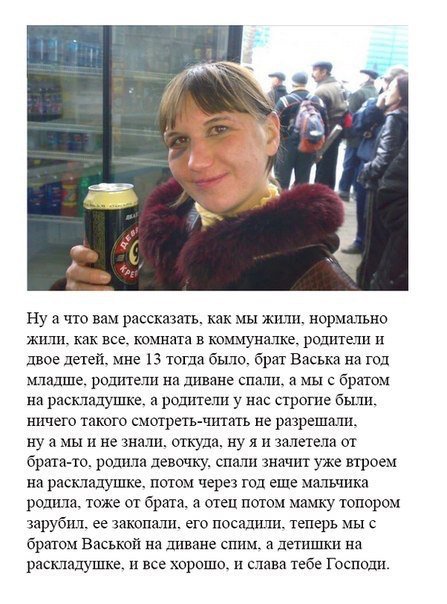 ДЕВЯ
9
КРЕП
Ну а что вам рассказать, как мы жили, нормально
жили, как все, комната в коммуналке, родители и
двое детей, мне 13 тогда было, брат Васька на год
младше, родители на диване спали, а мы с братом
на раскладушке, а родители у нас строгие были,
ничего такого смотреть-читать не разрешали,
ну а мы и не знали, откуда, ну я и залетела от
брата-то, родила девочку, спали значит уже втроем
на раскладушке, потом через год еще мальчика
родила, тоже от брата, а отец потом мамку топором
зарубил, ее закопали, его посадили, теперь мы с
братом Васькой на диване спим, а детишки на
раскладушке, и все хорошо, и слава тебе Господи.